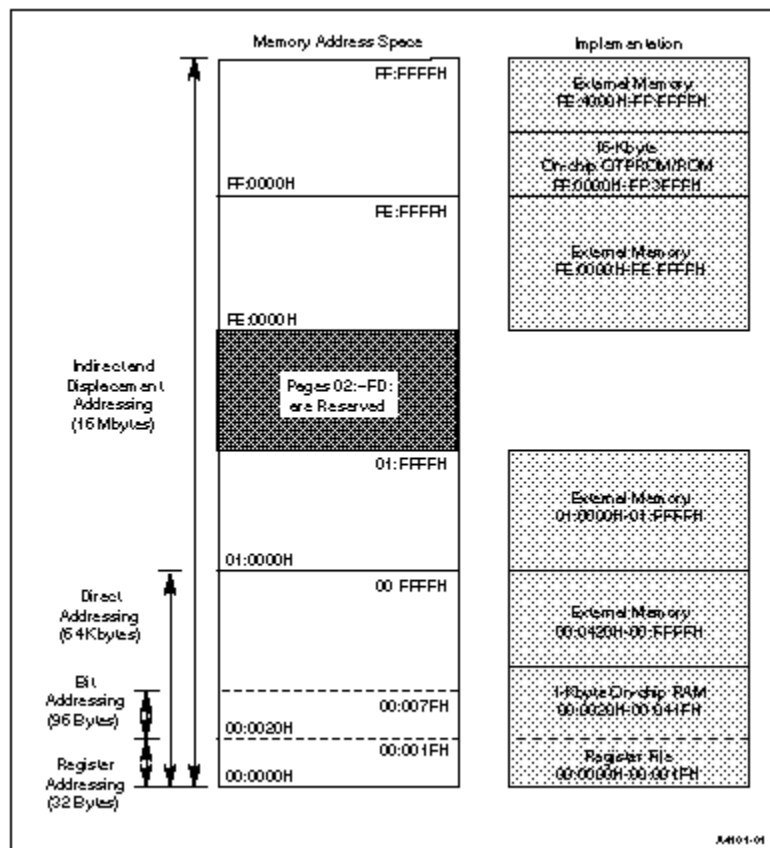 Memory Address Space
Implementation
FF:FFFFH
FF:0000H
FE:FFFFH
FE:0000H
Pages 02:–FD:
are Reserved
01:FFFFH
01:0000H
00 FFFFH
00:007FH
00:0020H
00:001FH
00:0000H
Indirect and
Displacement
Addressing
(16 Mbytes)
Direct
Addressing
(64 Kbytes)
Bit
Addressing
(96 Bytes)
Register
Addressing
(32 Bytes)
External Memory
FE:4000H-FF:FFFFH
16-Kbyte
On-chip OTPROM/ROM
FF:0000H-FF:3FFFH
External Memory
FE:0000H-FE:FFFFH
External Memory
01:0000H-01:FFFFH
External Memory
00:0420H-00:FFFFH
1-Kbyte On-chip RAM
00:0020H-00:041FH
Register File
00:0000H-00:001FH
A4101-01